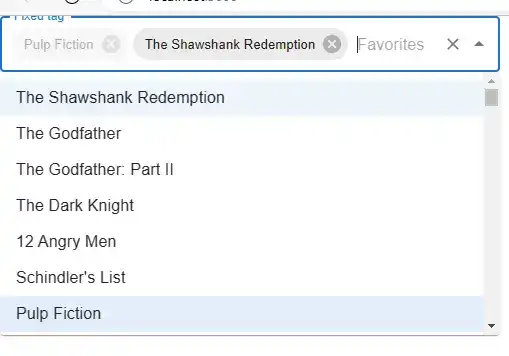 Fixed tag
Pulp Fiction The Shawshank Redemption Favorites
The Shawshank Redemption
The Godfather
The Godfather: Part II
The Dark Knight
12 Angry Men
Schindler's List
Pulp Fiction